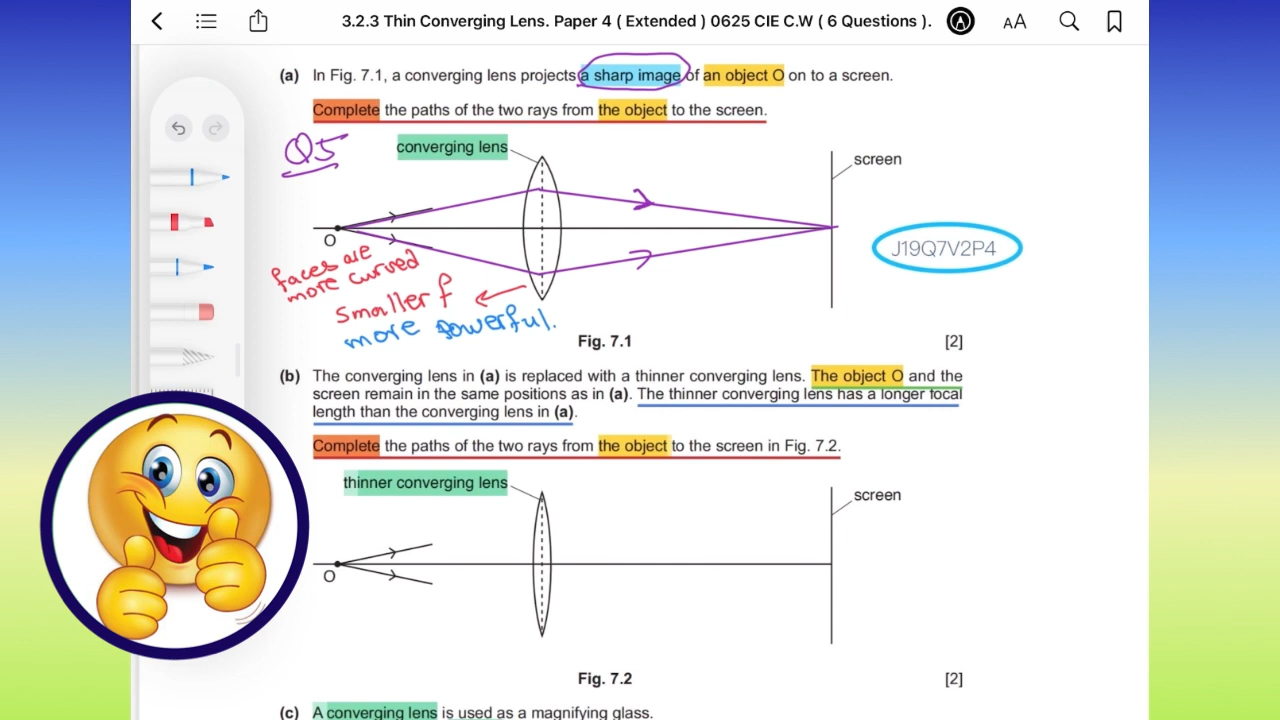 3.2.3 Thin Converging Lens. Paper 4 ( Extended ) 0625 CIE C.W ( 6 Questions ).
AA
(a) In Fig. 7.1, a converging lens projects a sharp image of an object O on to a screen.
Complete the paths of the two rays from the object to the screen.
Q5
converging lens
screen
O
J19Q7V2P4
faces are
more curved
smaller f
more powerful.
Fig. 7.1 [2]
(b) The converging lens in (a) is replaced with a thinner converging lens. The object O and the
screen remain in the same positions as in (a). The thinner converging lens has a longer focal
length than the converging lens in (a).
Complete the paths of the two rays from the object to the screen in Fig. 7.2.
thinner converging lens
screen
O
Fig. 7.2 [2]
(c) A converging lens is used as a magnifying glass.